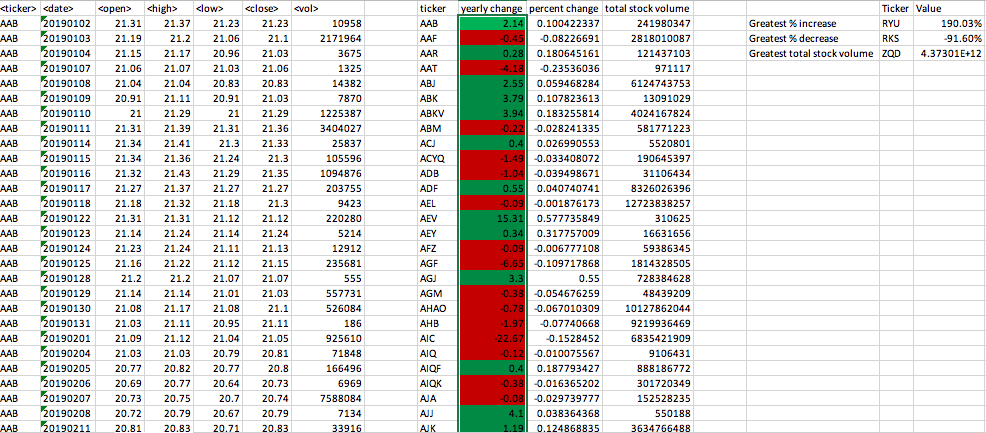 <ticker> <date> <open> <high> <low> <close> <vol> ticker yearly change percent change total stock volume Ticker Value
AAB 20190102 21.31 21.37 21.23 21.23 10958 AAB 2.14 0.100422337 241980347 Greatest % increase RYU 190.03%
AAB 20190103 21.19 21.2 21.06 21.1 2171964 AAF -0.45 -0.08226691 2818010087 Greatest % decrease RKS -91.60%
AAB 20190104 21.15 21.17 20.96 21.03 3675 AAR 0.28 0.180645161 121437103 Greatest total stock volume ZQD 4.37301E+12
AAB 20190107 21.06 21.07 21.03 21.06 1325 AAT -4.18 -0.23536036 971117
AAB 20190108 21.04 21.04 20.83 20.83 14382 ABJ 2.55 0.059468284 6124743753
AAB 20190109 20.91 21.11 20.91 21.03 7870 ABK 3.79 0.107823613 13091029
AAB 20190110 21 21.29 21 21.29 1225387 ABKV 3.94 0.183255814 4024167824
AAB 20190111 21.31 21.39 21.31 21.36 3404027 ABM -0.22 -0.028241335 581771223
AAB 20190114 21.34 21.41 21.3 21.33 25837 ACJ 0.4 0.026990553 5520801
AAB 20190115 21.34 21.36 21.24 21.3 105596 ACYQ -1.49 -0.033408072 190645397
AAB 20190116 21.32 21.43 21.29 21.35 1094876 ADB -1.04 -0.039498671 31106434
AAB 20190117 21.27 21.37 21.27 21.27 203755 ADF 0.55 0.040740741 8326026396
AAB 20190118 21.18 21.32 21.18 21.3 9423 AEL -0.09 -0.001876173 12723838257
AAB 20190122 21.31 21.31 21.12 21.12 220280 AEV 15.31 0.577735849 310625
AAB 20190123 21.14 21.24 21.14 21.24 5214 AEY 0.34 0.317757009 16631656
AAB 20190124 21.23 21.24 21.11 21.13 12912 AFZ -0.09 -0.006777108 59386345
AAB 20190125 21.16 21.22 21.12 21.15 235681 AGF -6.65 -0.109717868 1814328505
AAB 20190128 21.2 21.2 21.07 21.07 555 AGJ 3.3 0.55 728384628
AAB 20190129 21.14 21.14 21.01 21.03 557731 AGM -0.38 -0.054676259 48439209
AAB 20190130 21.08 21.17 21.08 21.1 526084 AHAO -0.78 -0.067010309 10127862044
AAB 20190131 21.03 21.11 20.95 21.11 186 AHB -1.97 -0.07740668 9219936469
AAB 20190201 21.09 21.12 21.04 21.05 925610 AIC -22.67 -0.1528452 6835421909
AAB 20190204 21.03 21.03 20.79 20.81 71848 AIQ -0.12 -0.010075567 9106431
AAB 20190205 20.77 20.82 20.77 20.8 166496 AIQF 0.4 0.187793427 888186772
AAB 20190206 20.69 20.77 20.64 20.73 6969 AIQK -0.38 -0.016365202 301720349
AAB 20190207 20.73 20.75 20.7 20.74 7588084 AJA -0.08 -0.029739777 152528235
AAB 20190208 20.72 20.79 20.67 20.79 7134 AJJ 4.1 0.038364368 550188
AAB 20190211 20.81 20.83 20.71 20.83 33916 AJK 1.19 0.124868835 3634766488